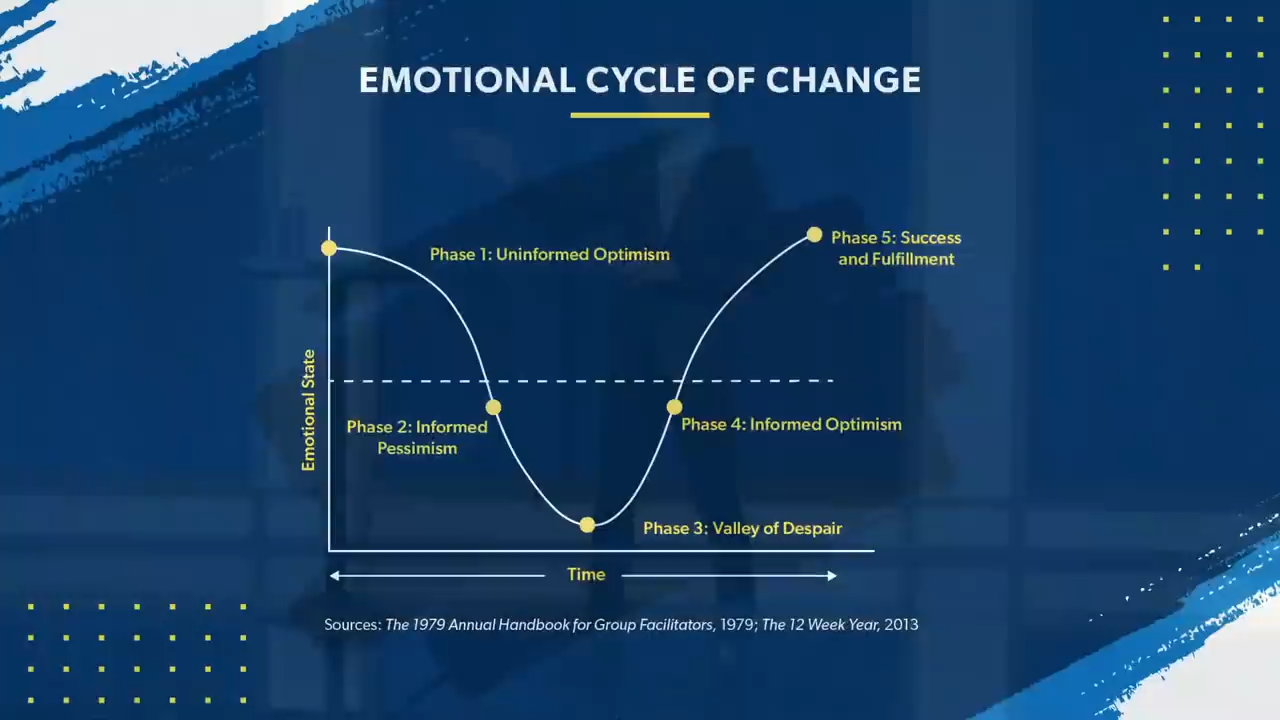 EMOTIONAL CYCLE OF CHANGE
Phase 1: Uninformed Optimism
Phase 5: Success
and Fulfillment
Emotional State
Phase 2: Informed
Pessimism
Phase 4: Informed Optimism
Phase 3: Valley of Despair
Time
Sources: The 1979 Annual Handbook for Group Facilitators, 1979; The 12 Week Year, 2013